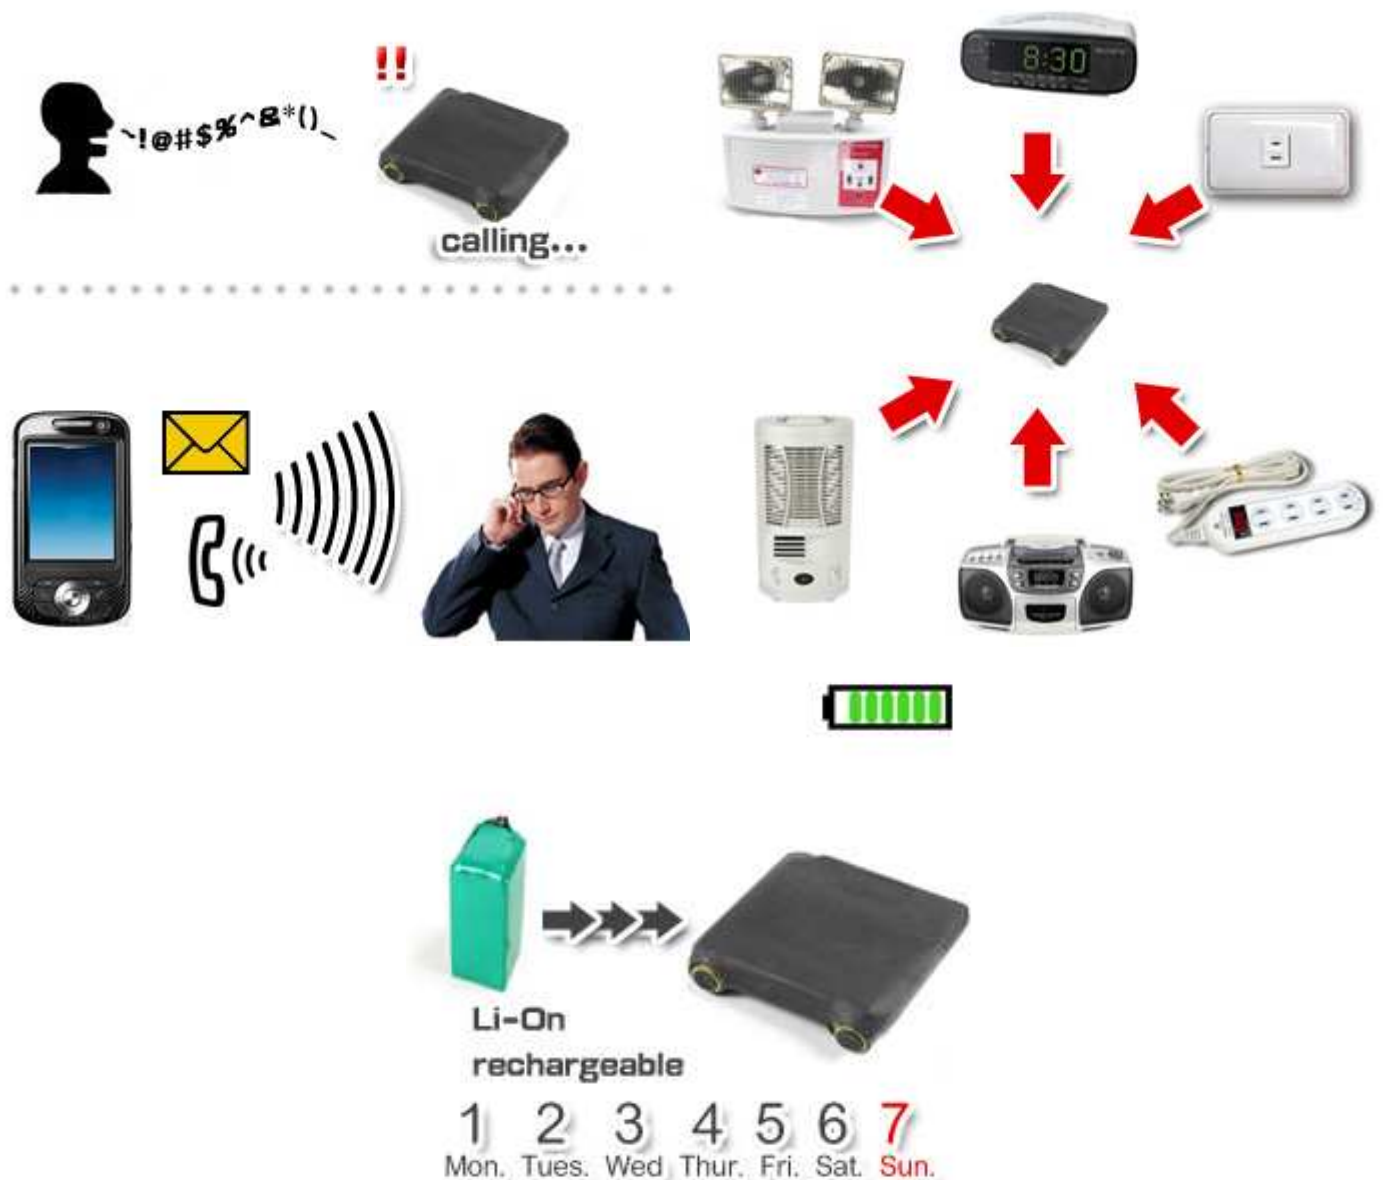 ~!@#$%^&*()_
!!
calling...
8:30
Li-On
rechargeable
1 2 3 4 5 6 7
Mon. Tues. Wed Thur. Fri. Sat. Sun.